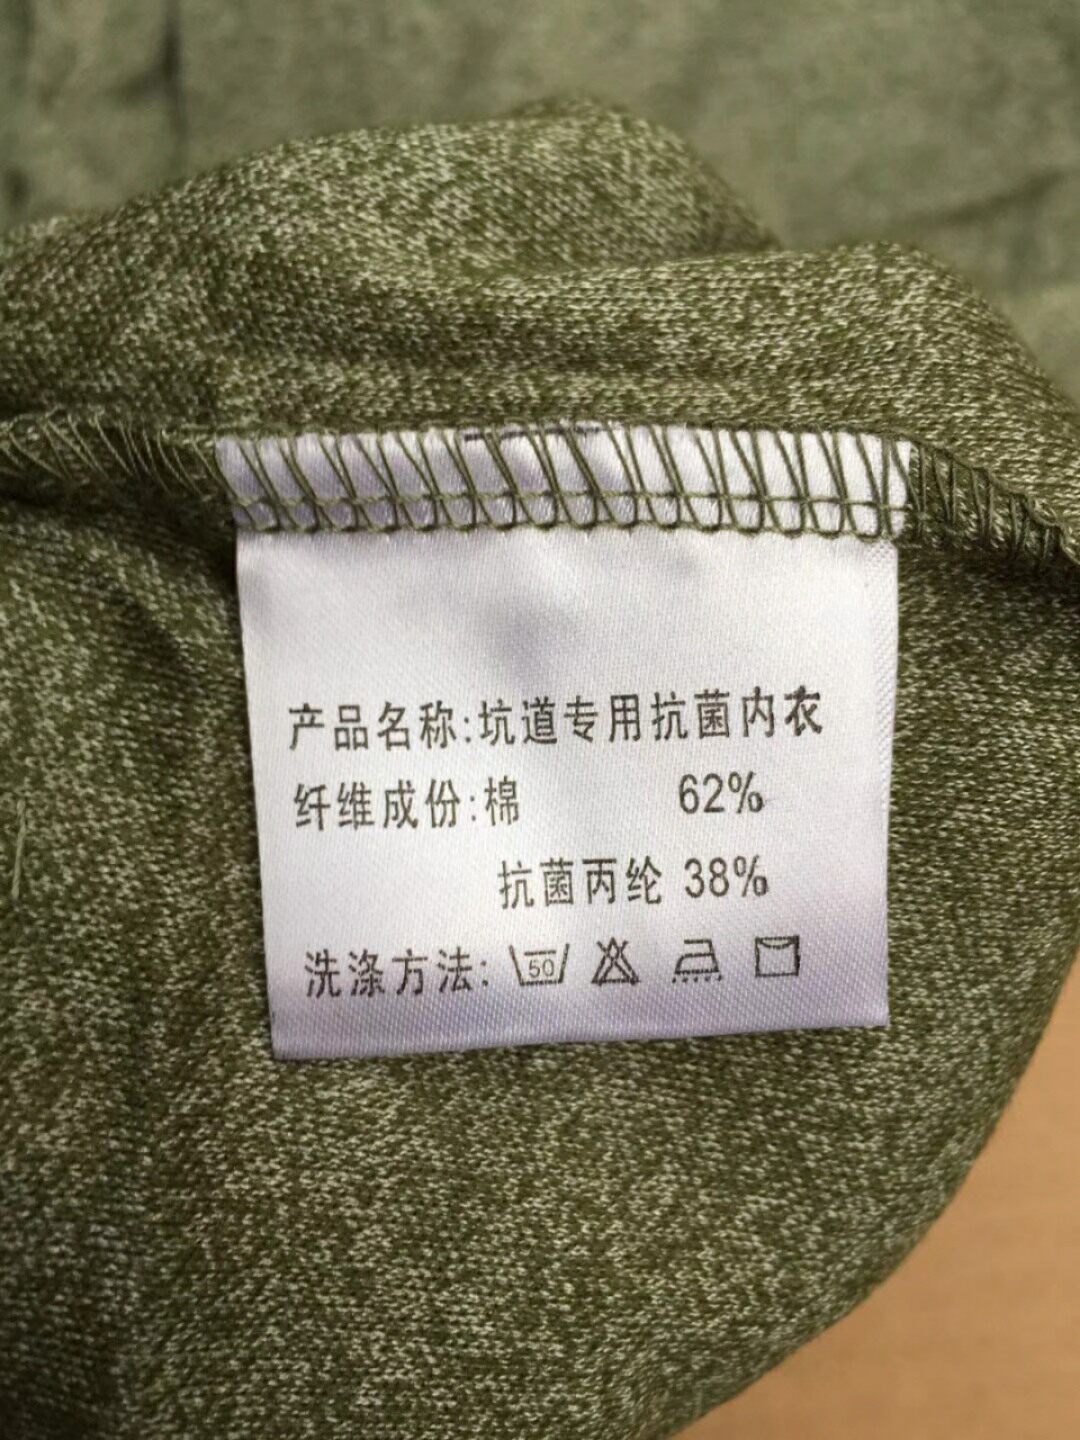 产品名称:坑道专用抗菌内衣
纤维成份:棉 62%
抗菌丙纶 38%
洗涤方法: 50